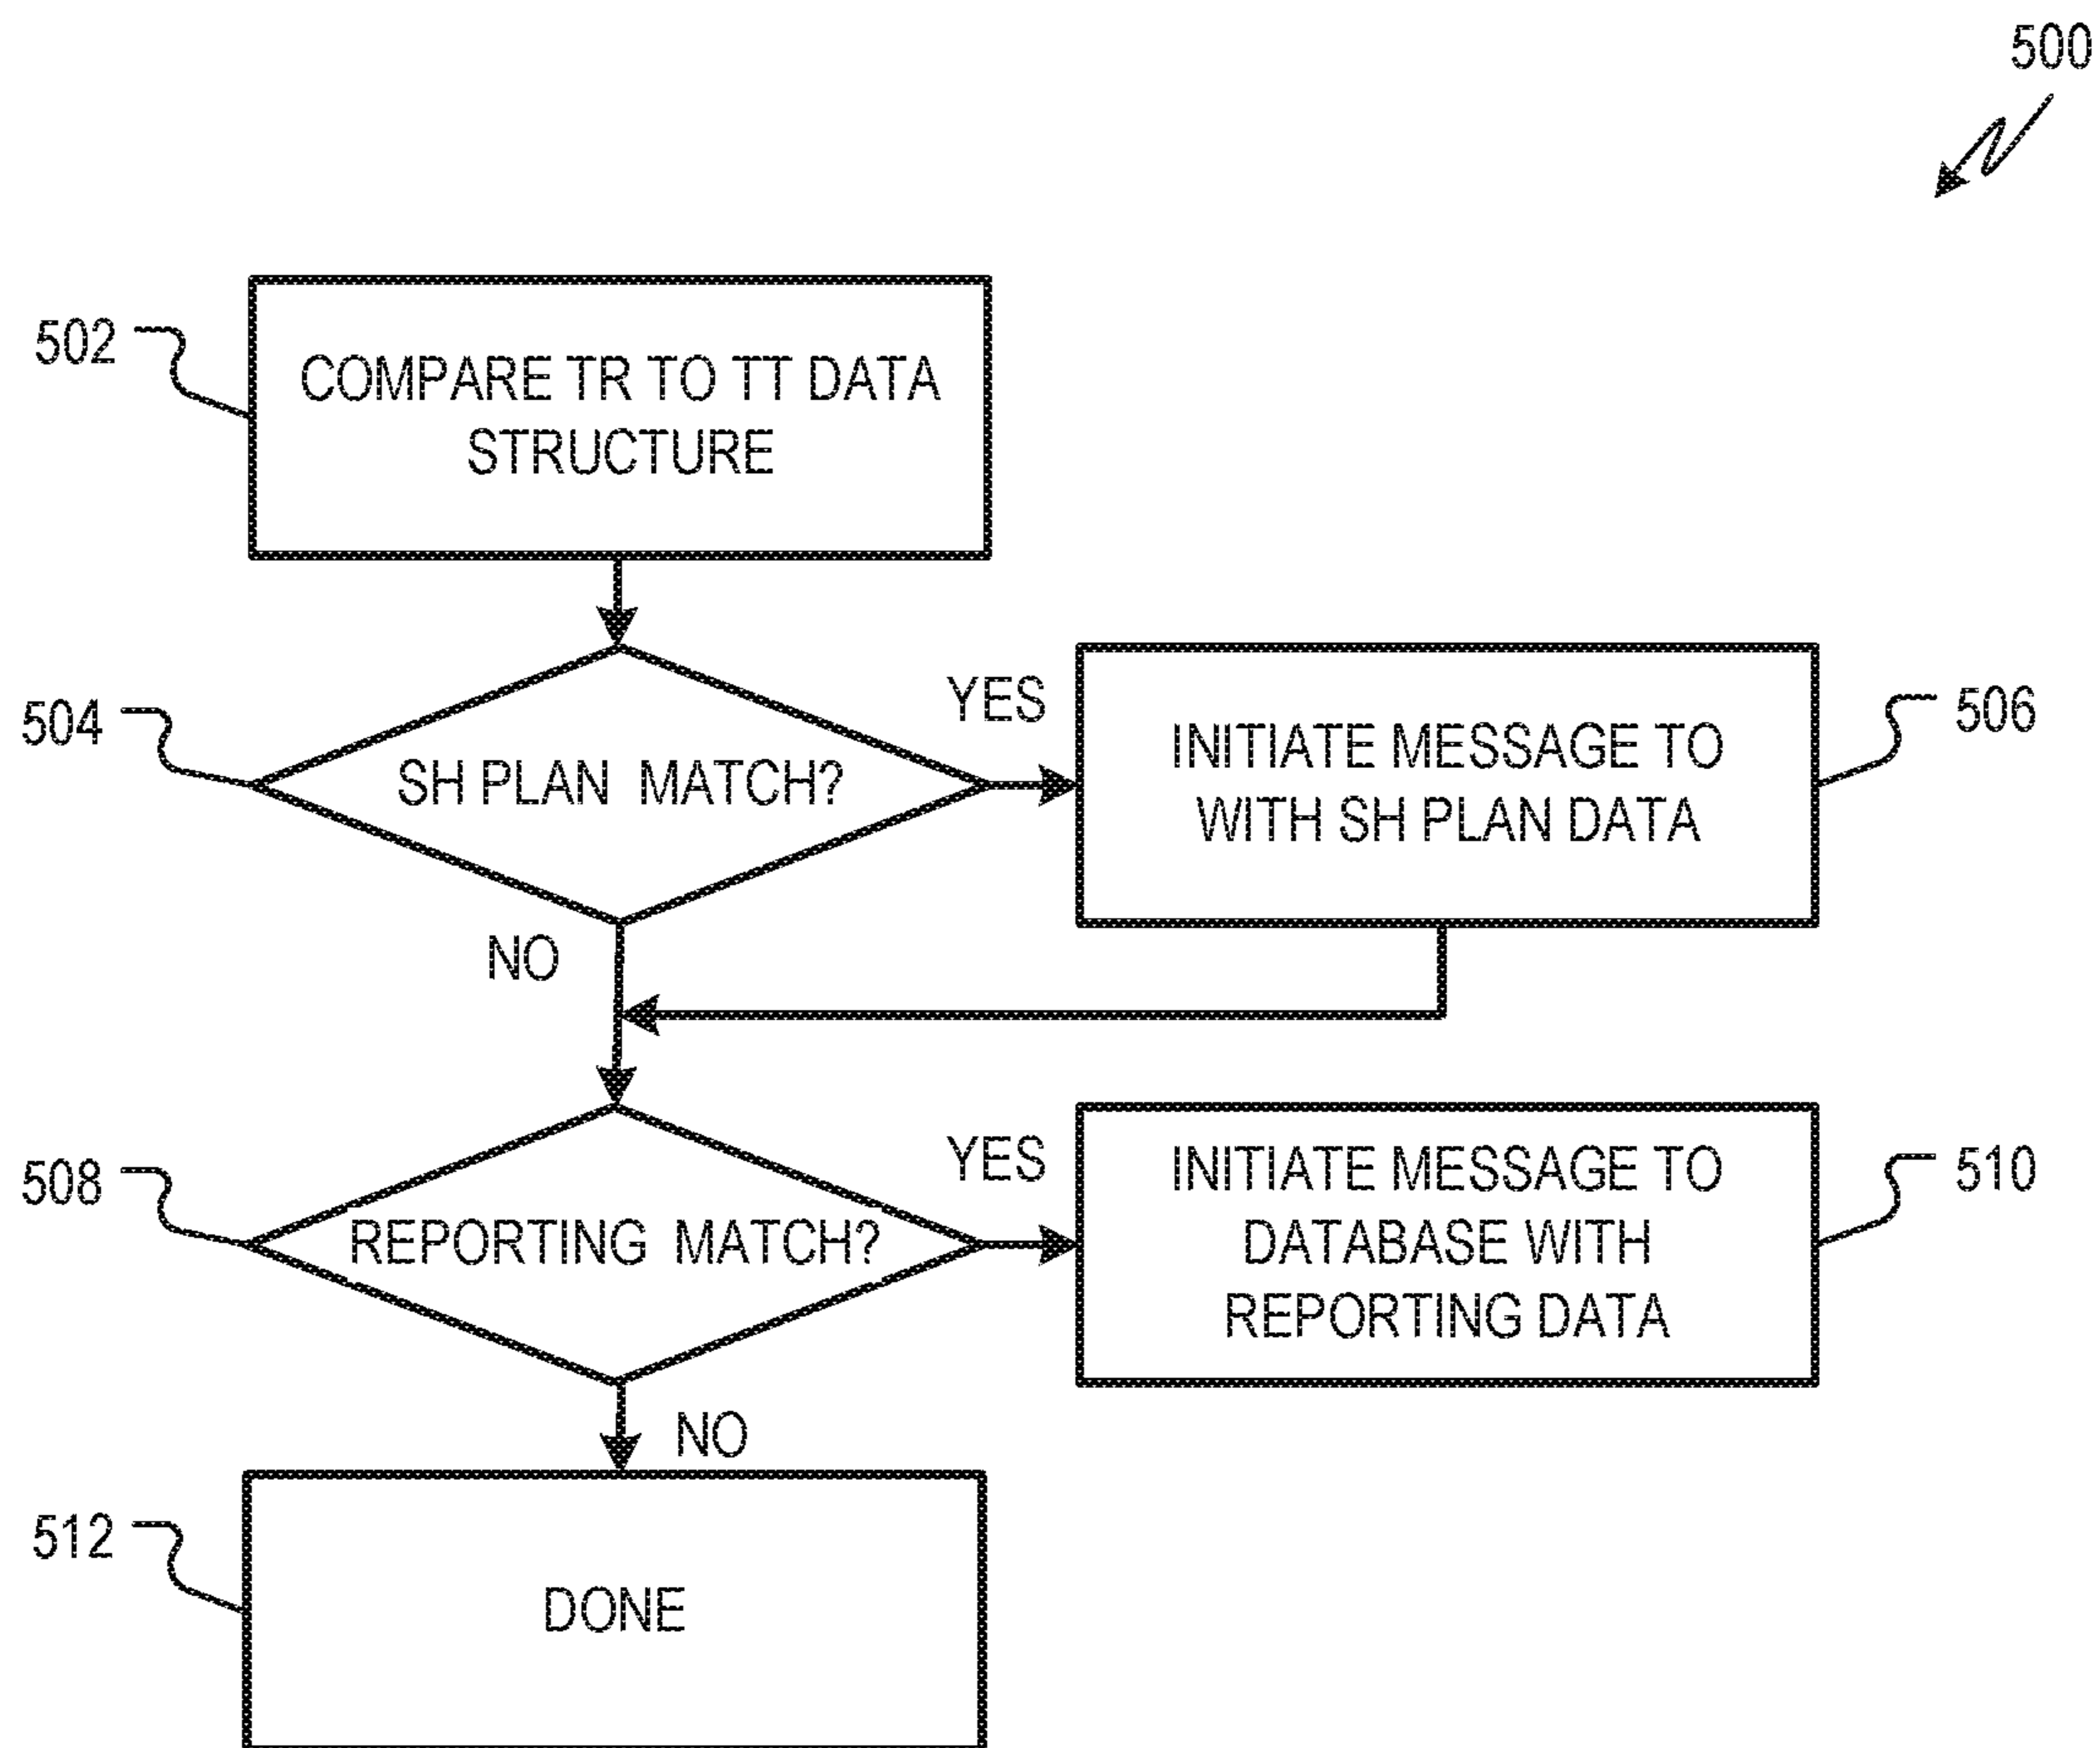 500
502
COMPARE TR TO TT DATA
STRUCTURE
504
SH PLAN MATCH?
YES
INITIATE MESSAGE TO
WITH SH PLAN DATA
506
NO
508
REPORTING MATCH?
YES
INITIATE MESSAGE TO
DATABASE WITH
REPORTING DATA
510
NO
512
DONE